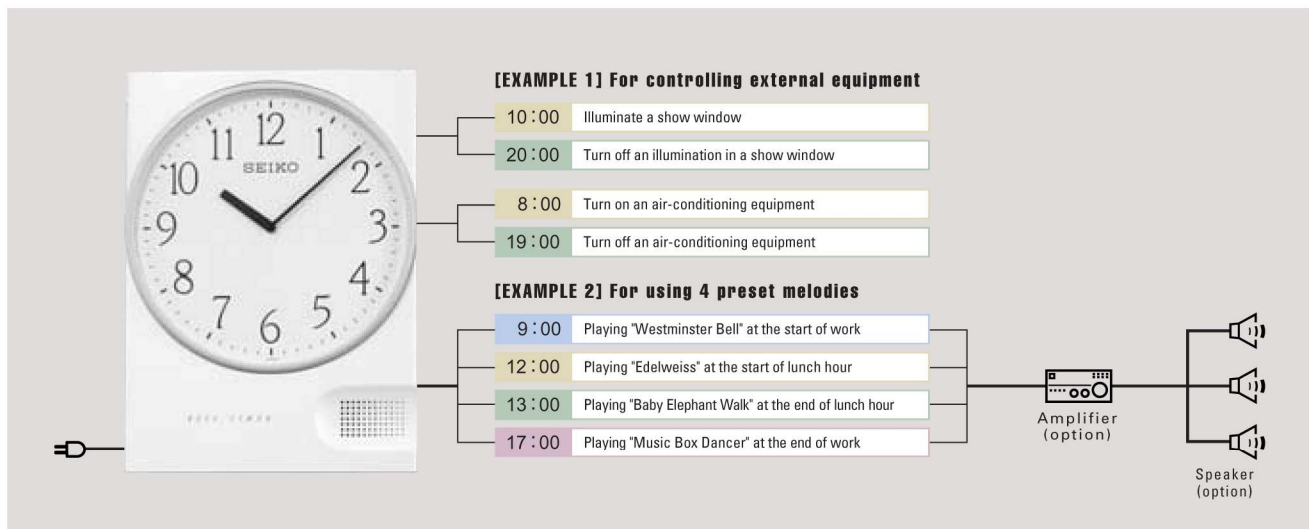 [EXAMPLE 1] For controlling external equipment
10:00 Illuminate a show window
20:00 Turn off an illumination in a show window
8:00 Turn on an air-conditioning equipment
19:00 Turn off an air-conditioning equipment
[EXAMPLE 2] For using 4 preset melodies
9:00 Playing "Westminster Bell" at the start of work
12:00 Playing "Edelweiss" at the start of lunch hour
13:00 Playing "Baby Elephant Walk" at the end of lunch hour
17:00 Playing "Music Box Dancer" at the end of work
Amplifier
(option)
Speaker
(option)
SEIKO
12
1
2
3
4
5
6
7
8
9
10
11